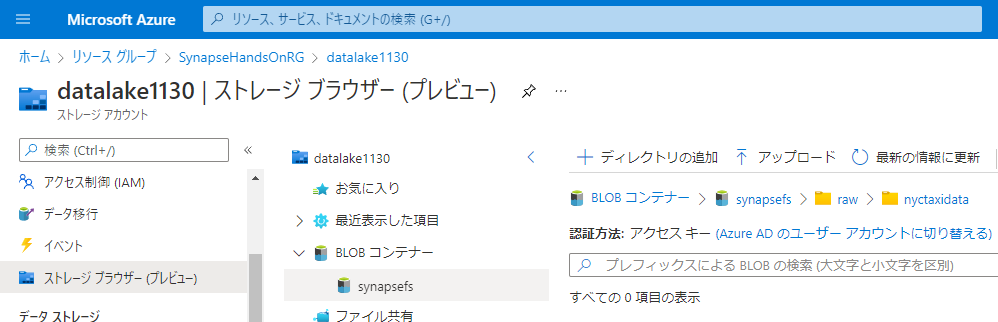 Microsoft Azure
リソース、サービス、ドキュメントの検索 (G+/)
ホーム > リソース グループ > SynapseHandsOnRG > datalake1130
datalake1130 | ストレージ ブラウザー (プレビュー)
ストレージ アカウント
検索 (Ctrl+/)
アクセス制御 (IAM)
データ移行
イベント
ストレージ ブラウザー (プレビュー)
データ ストレージ
datalake1130
お気に入り
最近表示した項目
BLOB コンテナー
synapsefs
ファイル共有
ディレクトリの追加 アップロード 最新の情報に更新
BLOB コンテナー > synapsefs > raw > nyctaxidata
認証方法: アクセス キー (Azure AD のユーザー アカウントに切り替える)
プレフィックスによる BLOB の検索 (大文字と小文字を区別)
すべての 0 項目の表示